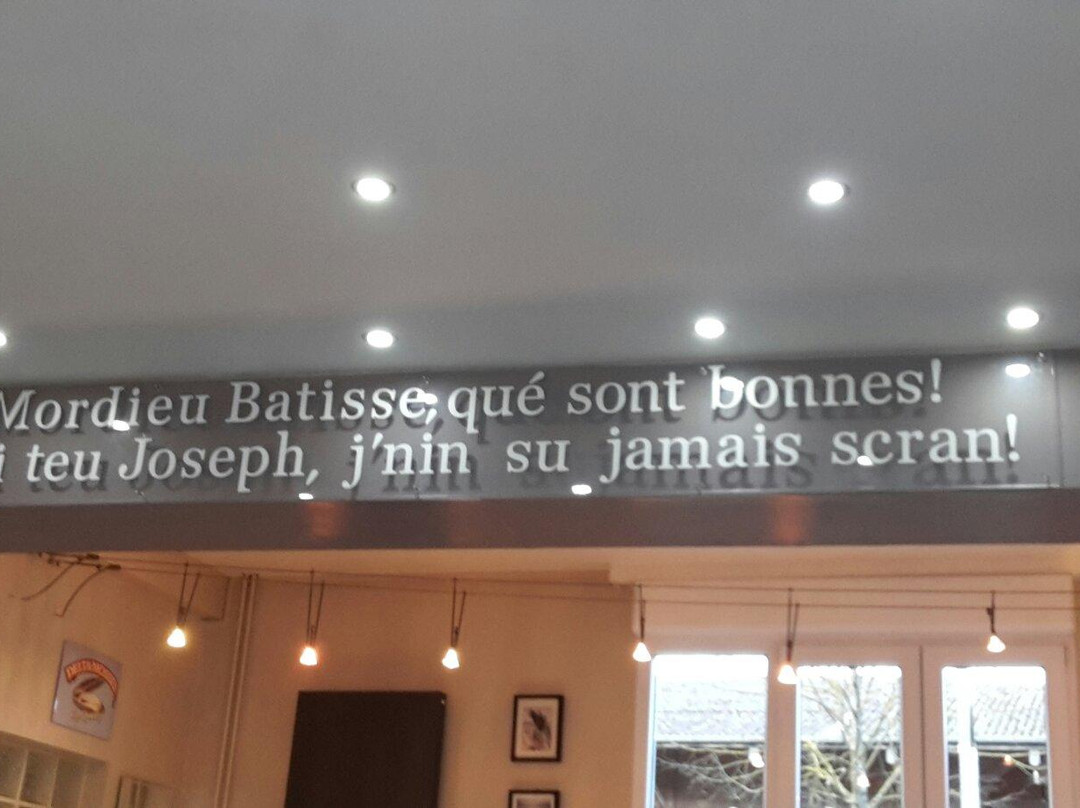 Mordieu Batisse, qué sont bonnes!
i teu Joseph, j'nin su jamais scran!